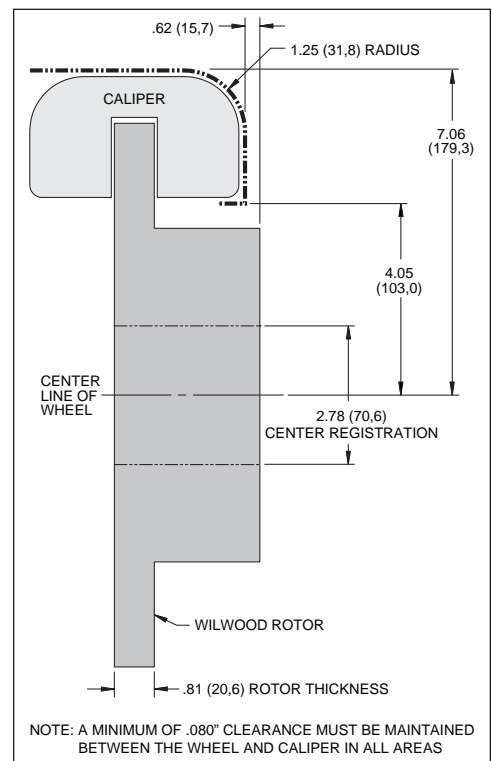 .62 (15,7)
1.25 (31,8) RADIUS
CALIPER
7.06
(179,3)
4.05
(103,0)
CENTER
LINE OF
WHEEL
2.78 (70,6)
CENTER REGISTRATION
WILWOOD ROTOR
.81 (20,6) ROTOR THICKNESS
NOTE: A MINIMUM OF .080" CLEARANCE MUST BE MAINTAINED
BETWEEN THE WHEEL AND CALIPER IN ALL AREAS